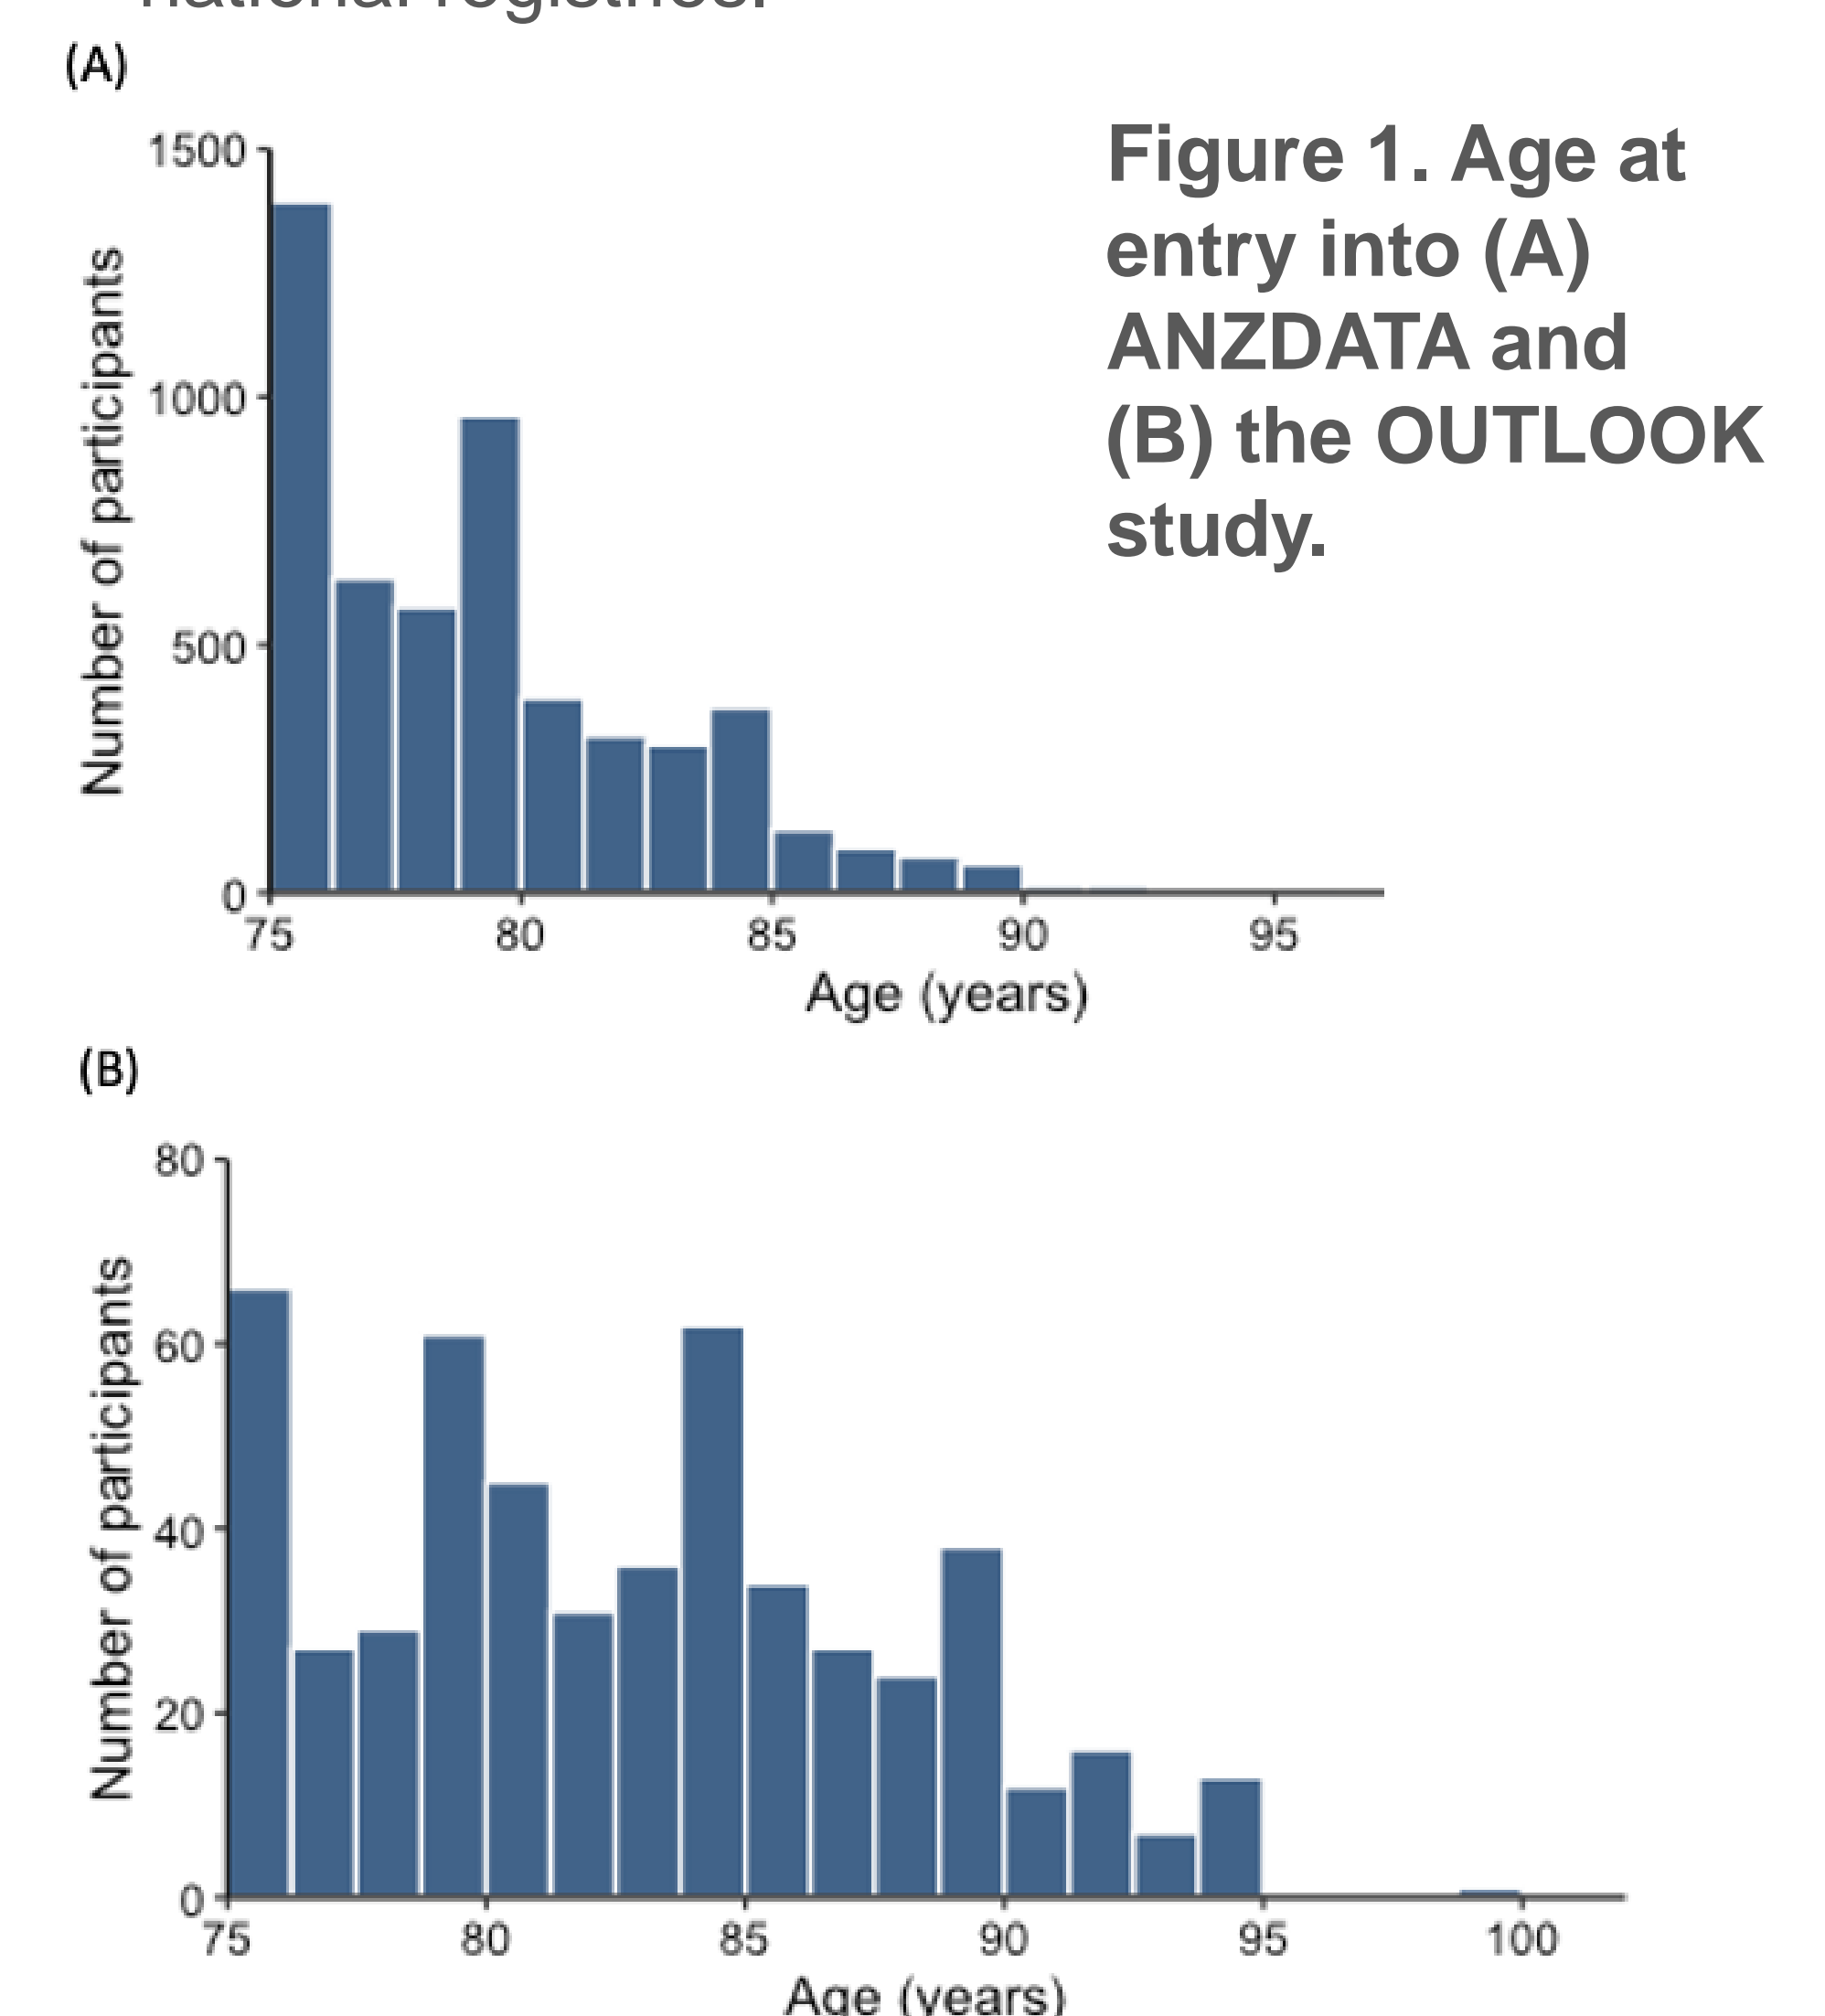 national registries.
(A)
Figure 1. Age at
entry into (A)
ANZDATA and
(B) the OUTLOOK
study.
Number of participants
1500
1000
500
0
75 80 85 90 95
Age (years)
(B)
Number of participants
80
60
40
20
0
75 80 85 90 95 100
Age (years)